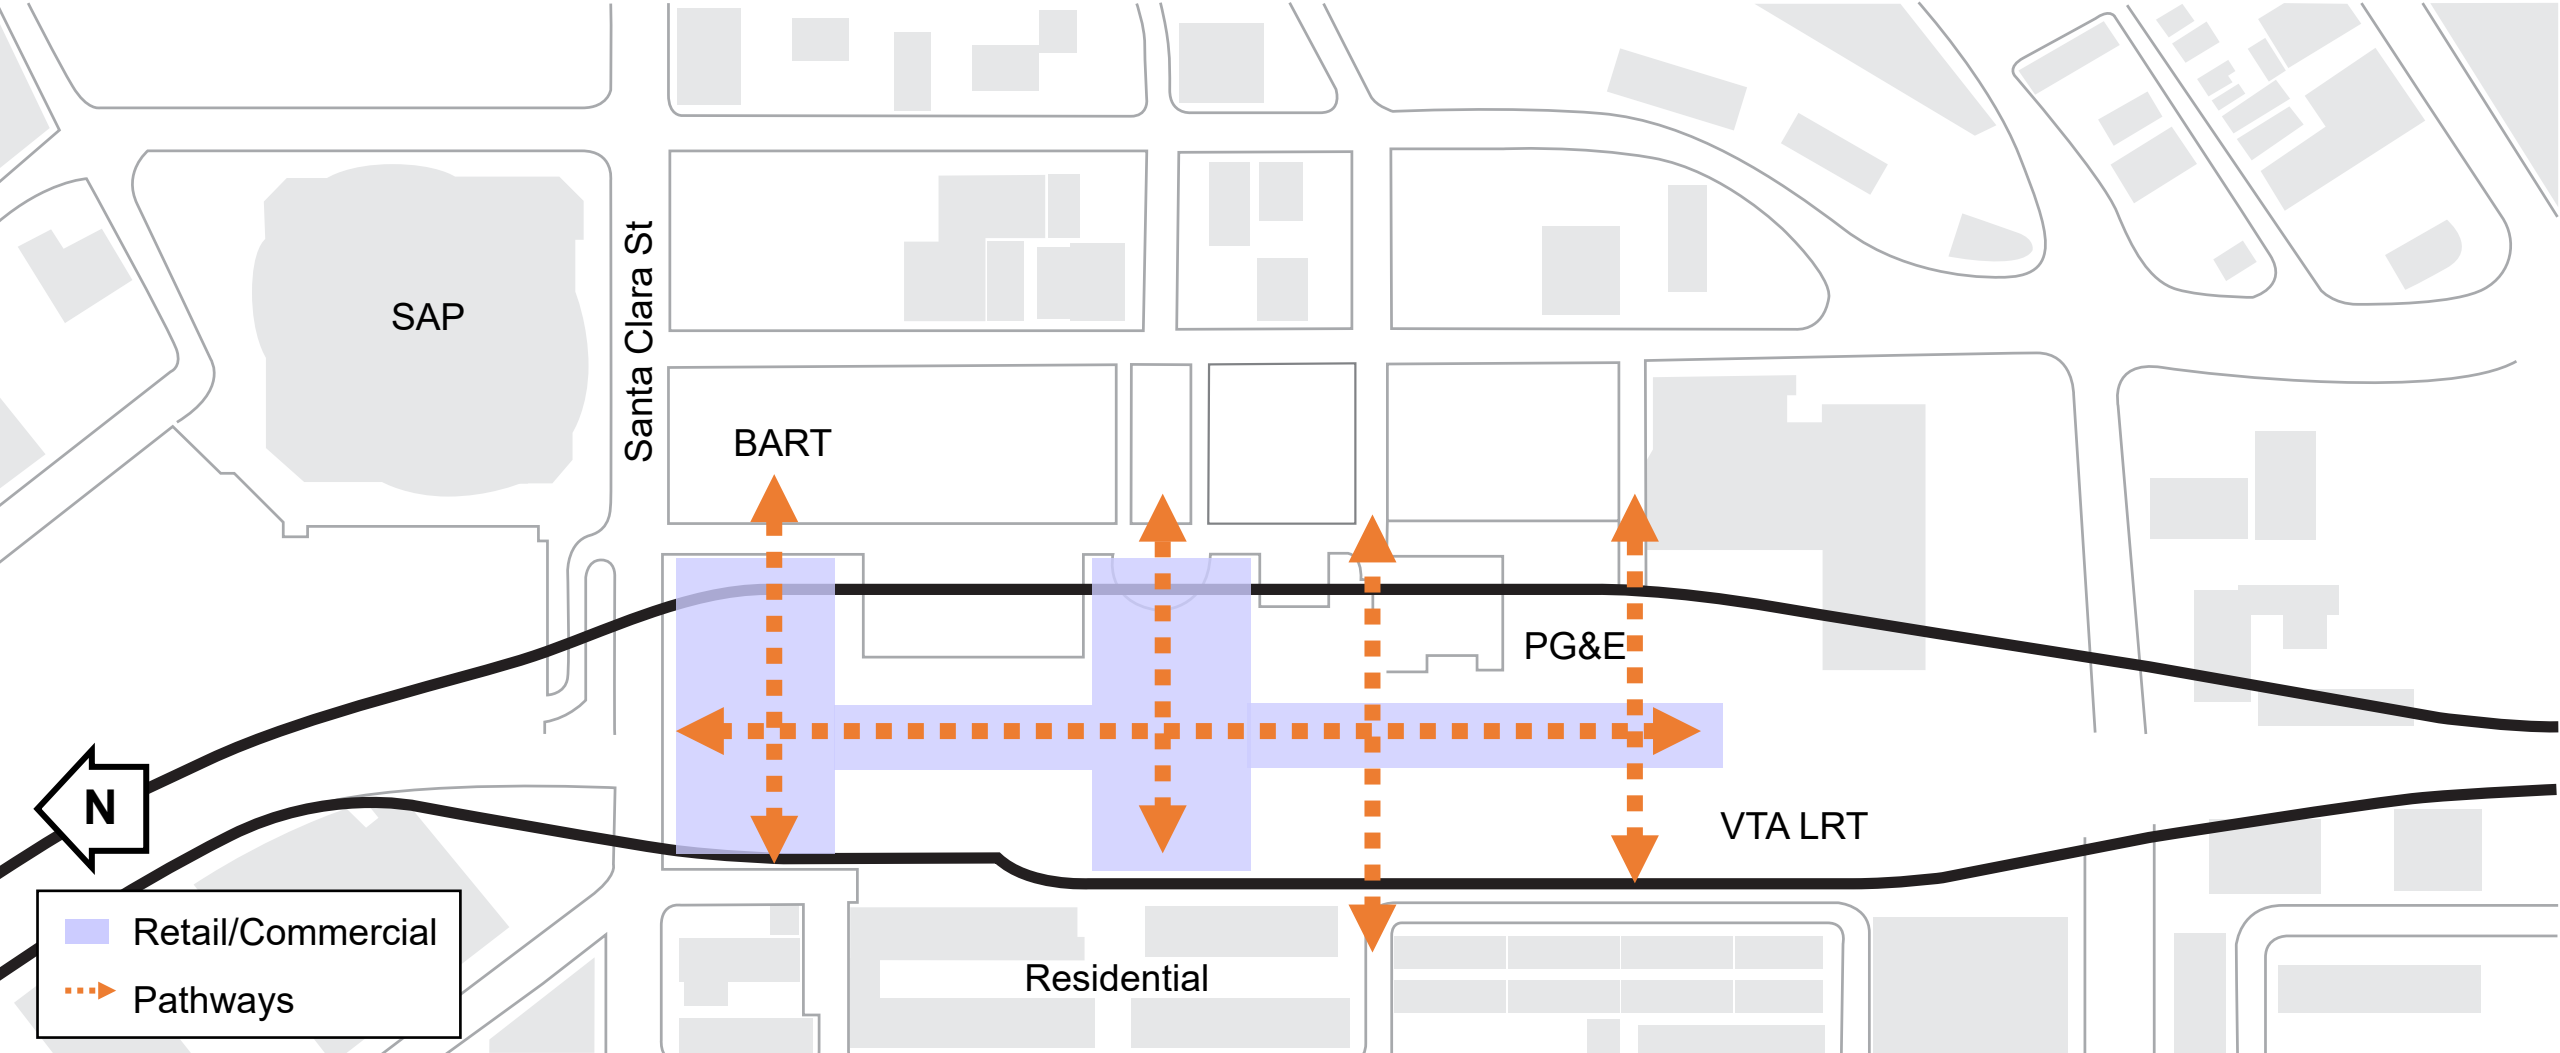 SAP
Santa Clara St
BART
PG&E
N
VTA LRT
Retail/Commercial
Residential
Pathways